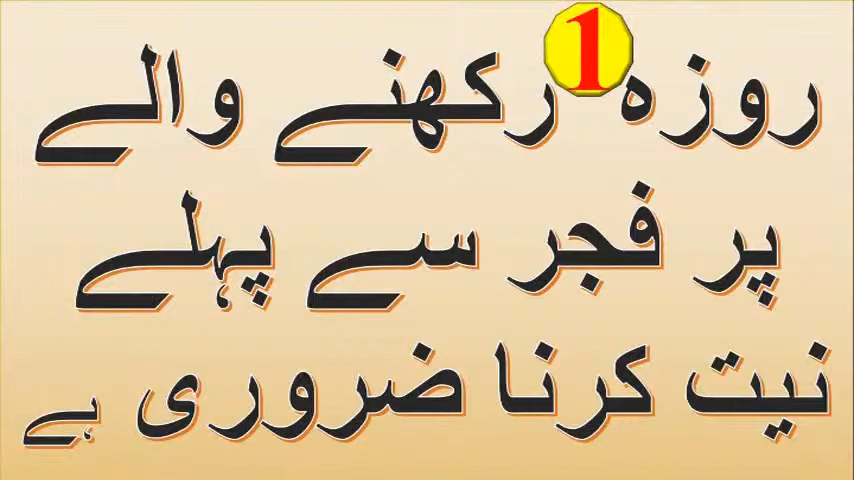 1
روزہ رکھنے والے
پر فجر سے پہلے
نیت کرنا ضروری ہے